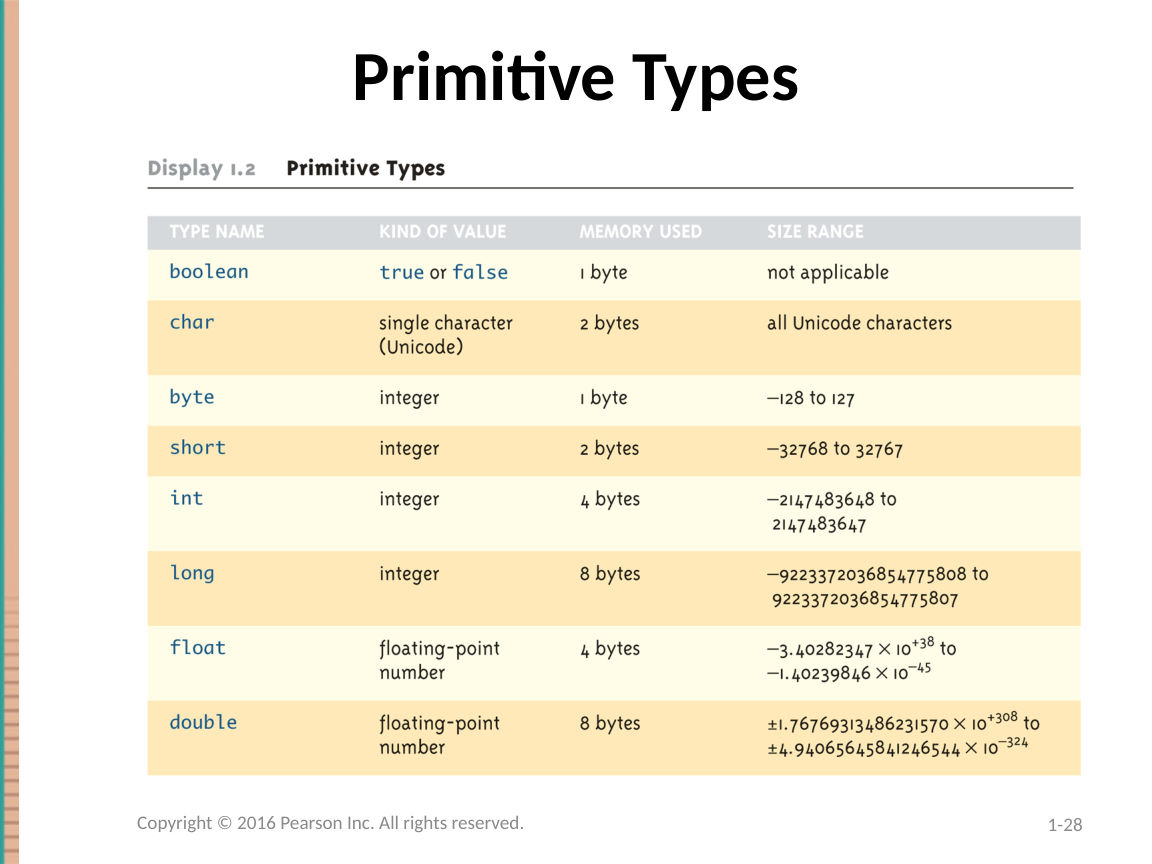 Primitive Types
Display 1.2 Primitive Types
TYPE NAME KIND OF VALUE MEMORY USED SIZE RANGE
boolean true or false 1 byte not applicable
char single character 2 bytes all Unicode characters
(Unicode)
byte integer 1 byte −128 to 127
short integer 2 bytes −32768 to 32767
int integer 4 bytes −2147483648 to
2147483647
long integer 8 bytes −9223372036854775808 to
9223372036854775807
float floating-point 4 bytes −3.40282347 × 10⁺³⁸ to
number −1.40239846 × 10⁻⁴⁵
double floating-point 8 bytes ±1.76769313486231570 × 10⁺³⁰⁸ to
number ±4.94065645841246544 × 10⁻³²⁴
Copyright © 2016 Pearson Inc. All rights reserved. 1-28